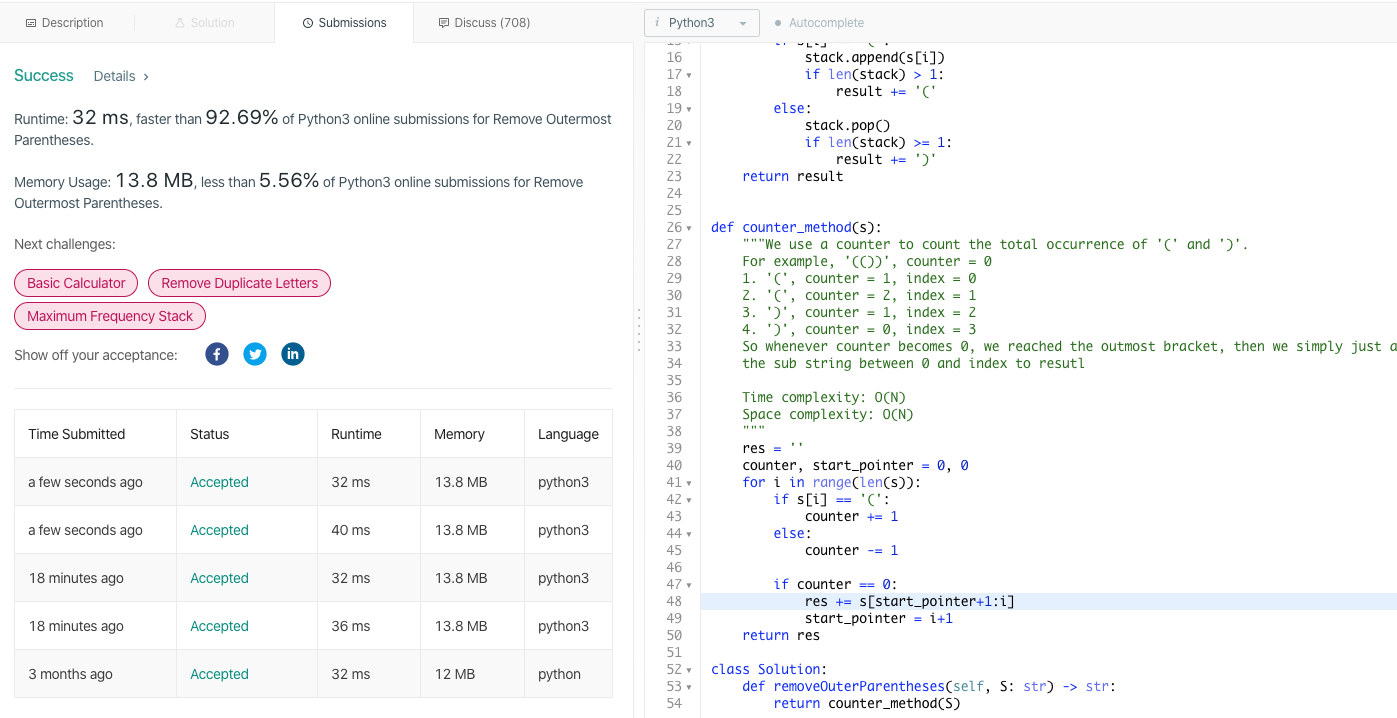 Description
Solution
Submissions
Discuss (708)
i Python3
Autocomplete
Success
Details
Runtime: 32 ms, faster than 92.69% of Python3 online submissions for Remove Outermost
Parentheses.
Memory Usage: 13.8 MB, less than 5.56% of Python3 online submissions for Remove
Outermost Parentheses.
Next challenges:
Basic Calculator
Remove Duplicate Letters
Maximum Frequency Stack
Show off your acceptance:
Time Submitted Status Runtime Memory Language
a few seconds ago Accepted 32 ms 13.8 MB python3
a few seconds ago Accepted 40 ms 13.8 MB python3
18 minutes ago Accepted 32 ms 13.8 MB python3
18 minutes ago Accepted 36 ms 13.8 MB python3
3 months ago Accepted 32 ms 12 MB python
16 stack.append(s[i])
17 if len(stack) > 1:
18 result += '('
19 else:
20 stack.pop()
21 if len(stack) >= 1:
22 result += ')'
23 return result
24
25
26 def counter_method(s):
27 """We use a counter to count the total occurrence of '(' and ')'.
28 For example, '(())', counter = 0
29 1. '(', counter = 1, index = 0
30 2. '(', counter = 2, index = 1
31 3. ')', counter = 1, index = 2
32 4. ')', counter = 0, index = 3
33 So whenever counter becomes 0, we reached the outmost bracket, then we simply just a
34 the sub string between 0 and index to resutl
35
36 Time complexity: O(N)
37 Space complexity: O(N)
38 """
39 res = ''
40 counter, start_pointer = 0, 0
41 for i in range(len(s)):
42 if s[i] == '(':
43 counter += 1
44 else:
45 counter -= 1
46
47 if counter == 0:
48 res += s[start_pointer+1:i]
49 start_pointer = i+1
50 return res
51
52 class Solution:
53 def removeOuterParentheses(self, S: str) -> str:
54 return counter_method(S)